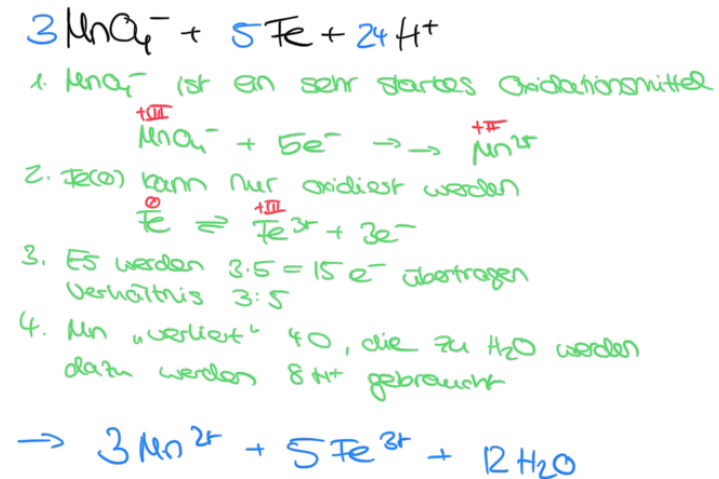 3 MnO₄⁻ + 5 Fe + 24 H⁺
1. MnO₄⁻ ist ein sehr starkes Oxidationsmittel
+VII +II
MnO₄⁻ + 5e⁻ → → Mn²⁺
2. Fe(0) kann nur oxidiert werden
0 +III
Fe ⇌ Fe³⁺ + 3e⁻
3. Es werden 3·5 = 15 e⁻ übertragen
Verhältnis 3:5
4. Mn „verliert“ 4 O, die zu H₂O werden
dazu werden 8 H⁺ gebraucht
→ 3 Mn²⁺ + 5 Fe³⁺ + 12 H₂O